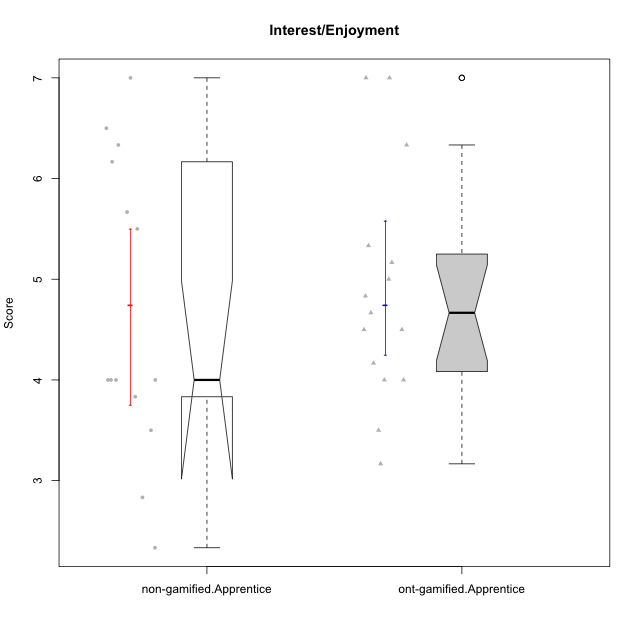 Interest/Enjoyment
7
6
5
4
3
Score
non-gamified.Apprentice
ont-gamified.Apprentice